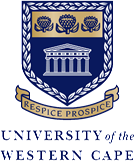 RESPICE PROSPICE
UNIVERSITY of the
WESTERN CAPE